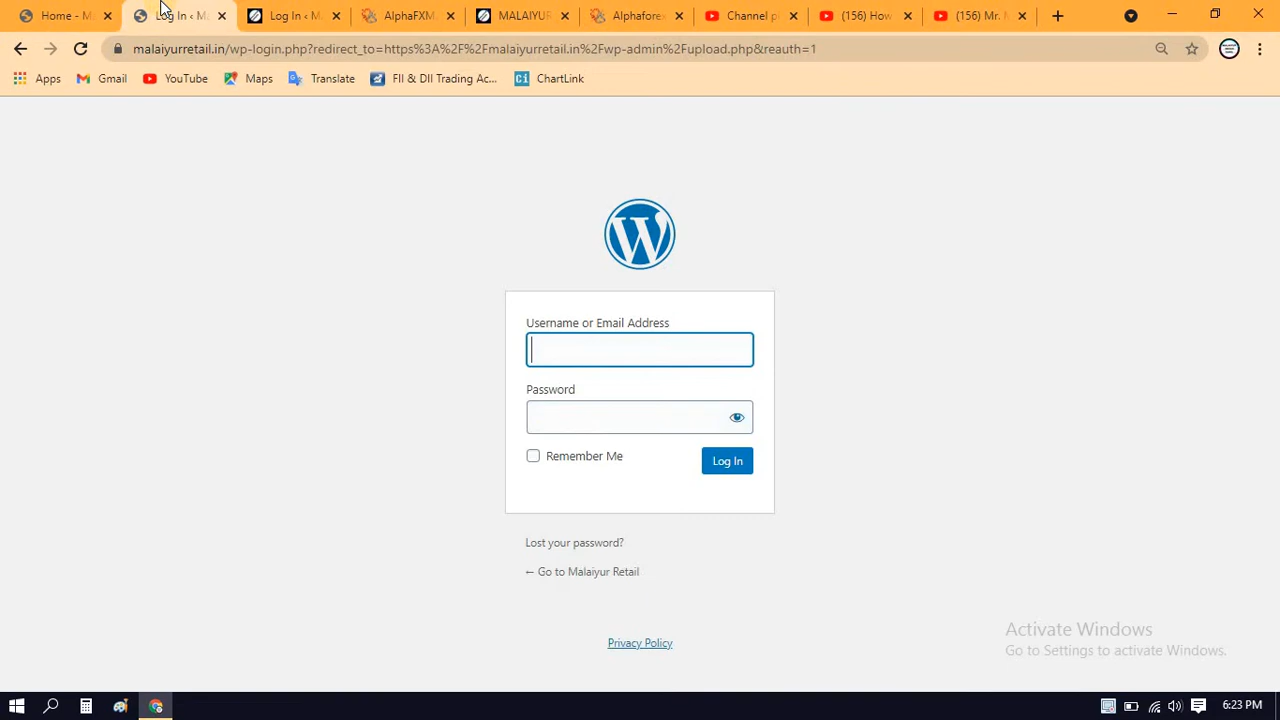 Home - M
Log In ‹ M
Log In ‹ M
AlphaFXM
MALAIYUR
Alphafore
Channel p
(156) How
(156) Mr. M
malaiyurretail.in/wp-login.php?redirect_to=https%3A%2F%2Fmalaiyurretail.in%2Fwp-admin%2Fupload.php&reauth=1
Apps
Gmail
YouTube
Maps
Translate
FII & DII Trading Ac...
Ci
ChartLink
W
Username or Email Address
Password
Remember Me
Log In
Lost your password?
← Go to Malaiyur Retail
Privacy Policy
Activate Windows
Go to Settings to activate Windows.
6:23 PM